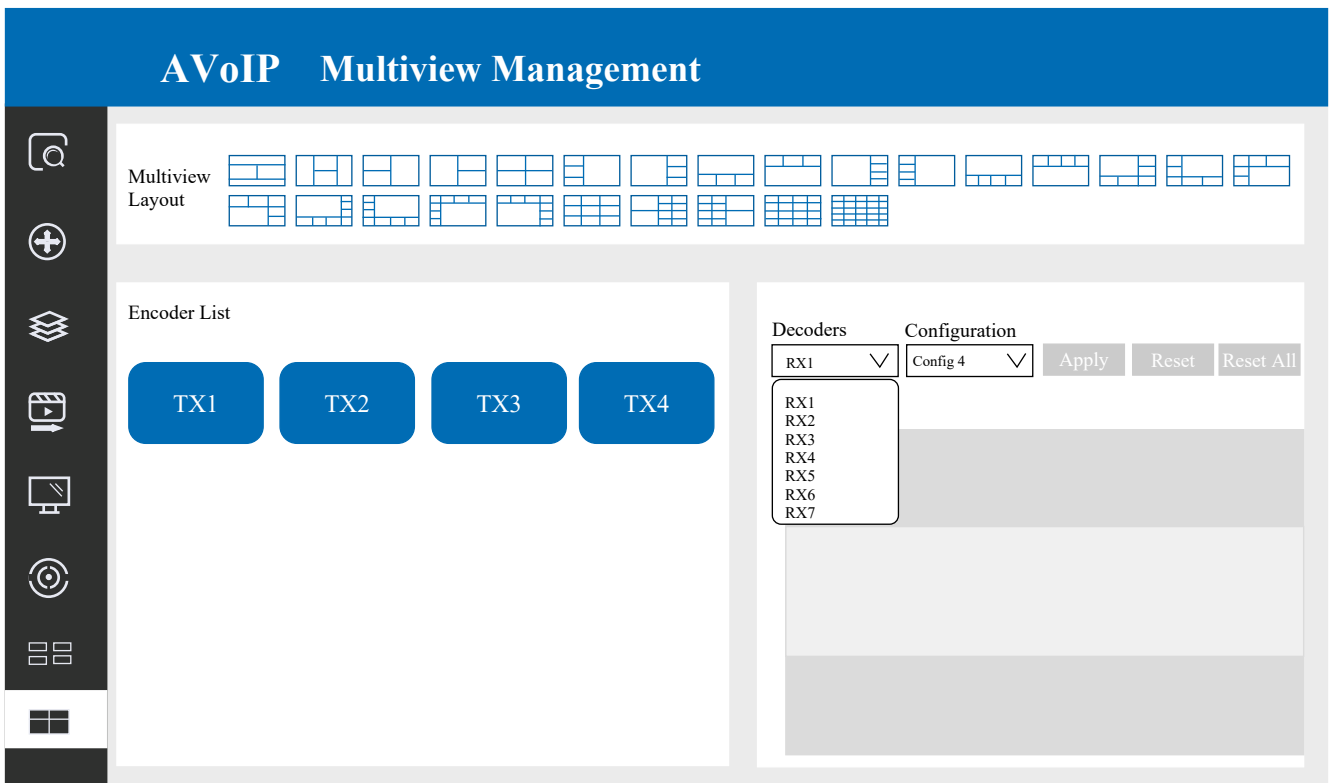 AVoIP Multiview Management
Multiview
Layout
Encoder List
TX1 TX2 TX3 TX4
Decoders Configuration
RX1 Config 4 Apply Reset Reset All
RX1
RX2
RX3
RX4
RX5
RX6
RX7